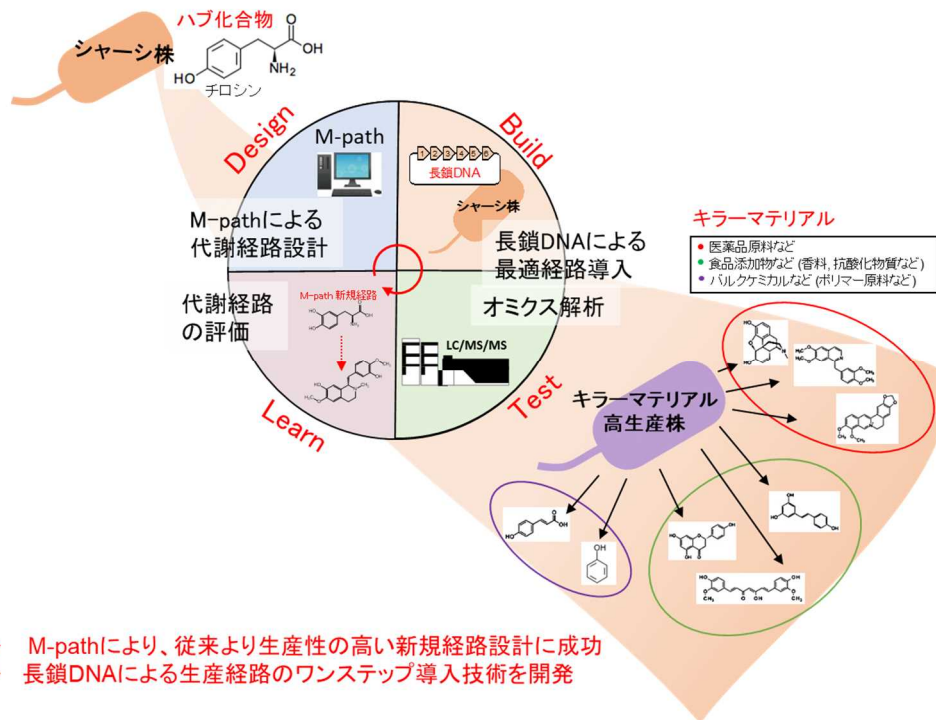 ハブ化合物
シャーシ株
OH
NH₂
HO
チロシン
Design
Build
M-path
1 2 3 4 5 6
長鎖DNA
シャーシ株
M-pathによる
代謝経路設計
長鎖DNAによる
最適経路導入
キラーマテリアル
• 医薬品原料など
• 食品添加物など (香料, 抗酸化物質など)
• バルクケミカルなど (ポリマー原料など)
代謝経路
の評価
M-path 新規経路
オミクス解析
LC/MS/MS
Learn
Test
キラーマテリアル
高生産株
M-pathにより、従来より生産性の高い新規経路設計に成功
長鎖DNAによる生産経路のワンステップ導入技術を開発